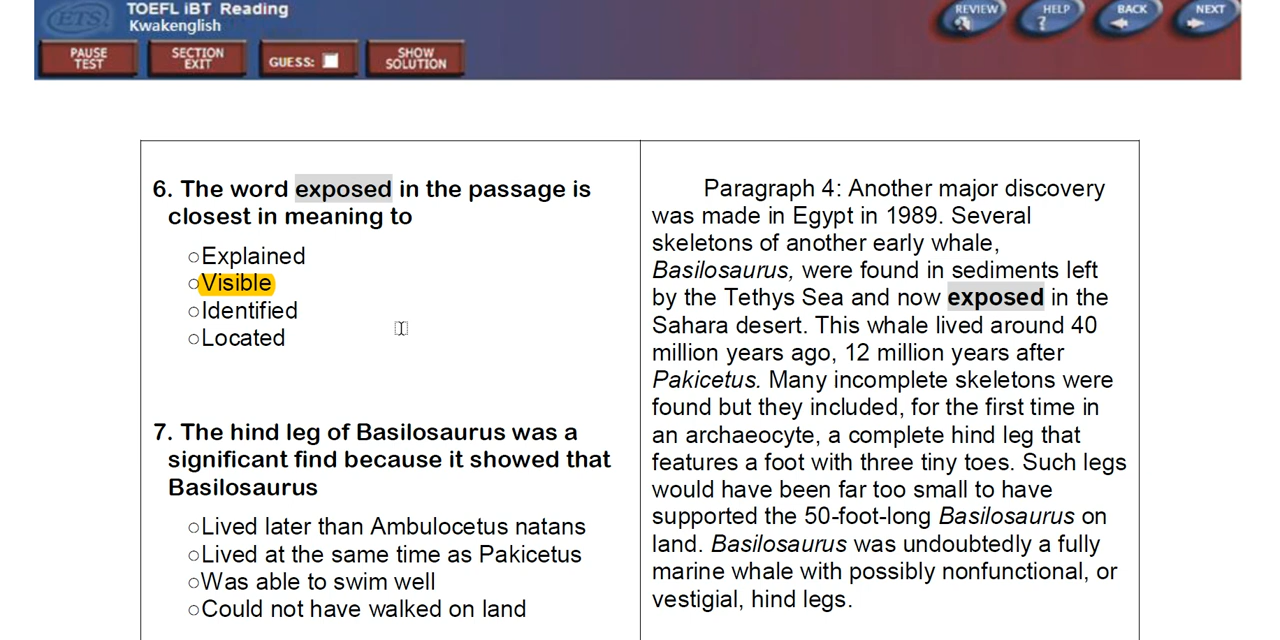 ETS
TOEFL iBT Reading
Kwakenglish
REVIEW
HELP
?
BACK
NEXT
PAUSE
TEST
SECTION
EXIT
GUESS:
SHOW
SOLUTION
6. The word exposed in the passage is
closest in meaning to
Explained
Visible
Identified
Located
7. The hind leg of Basilosaurus was a
significant find because it showed that
Basilosaurus
Lived later than Ambulocetus natans
Lived at the same time as Pakicetus
Was able to swim well
Could not have walked on land
Paragraph 4: Another major discovery
was made in Egypt in 1989. Several
skeletons of another early whale,
Basilosaurus, were found in sediments left
by the Tethys Sea and now exposed in the
Sahara desert. This whale lived around 40
million years ago, 12 million years after
Pakicetus. Many incomplete skeletons were
found but they included, for the first time in
an archaeocyte, a complete hind leg that
features a foot with three tiny toes. Such legs
would have been far too small to have
supported the 50-foot-long Basilosaurus on
land. Basilosaurus was undoubtedly a fully
marine whale with possibly nonfunctional, or
vestigial, hind legs.